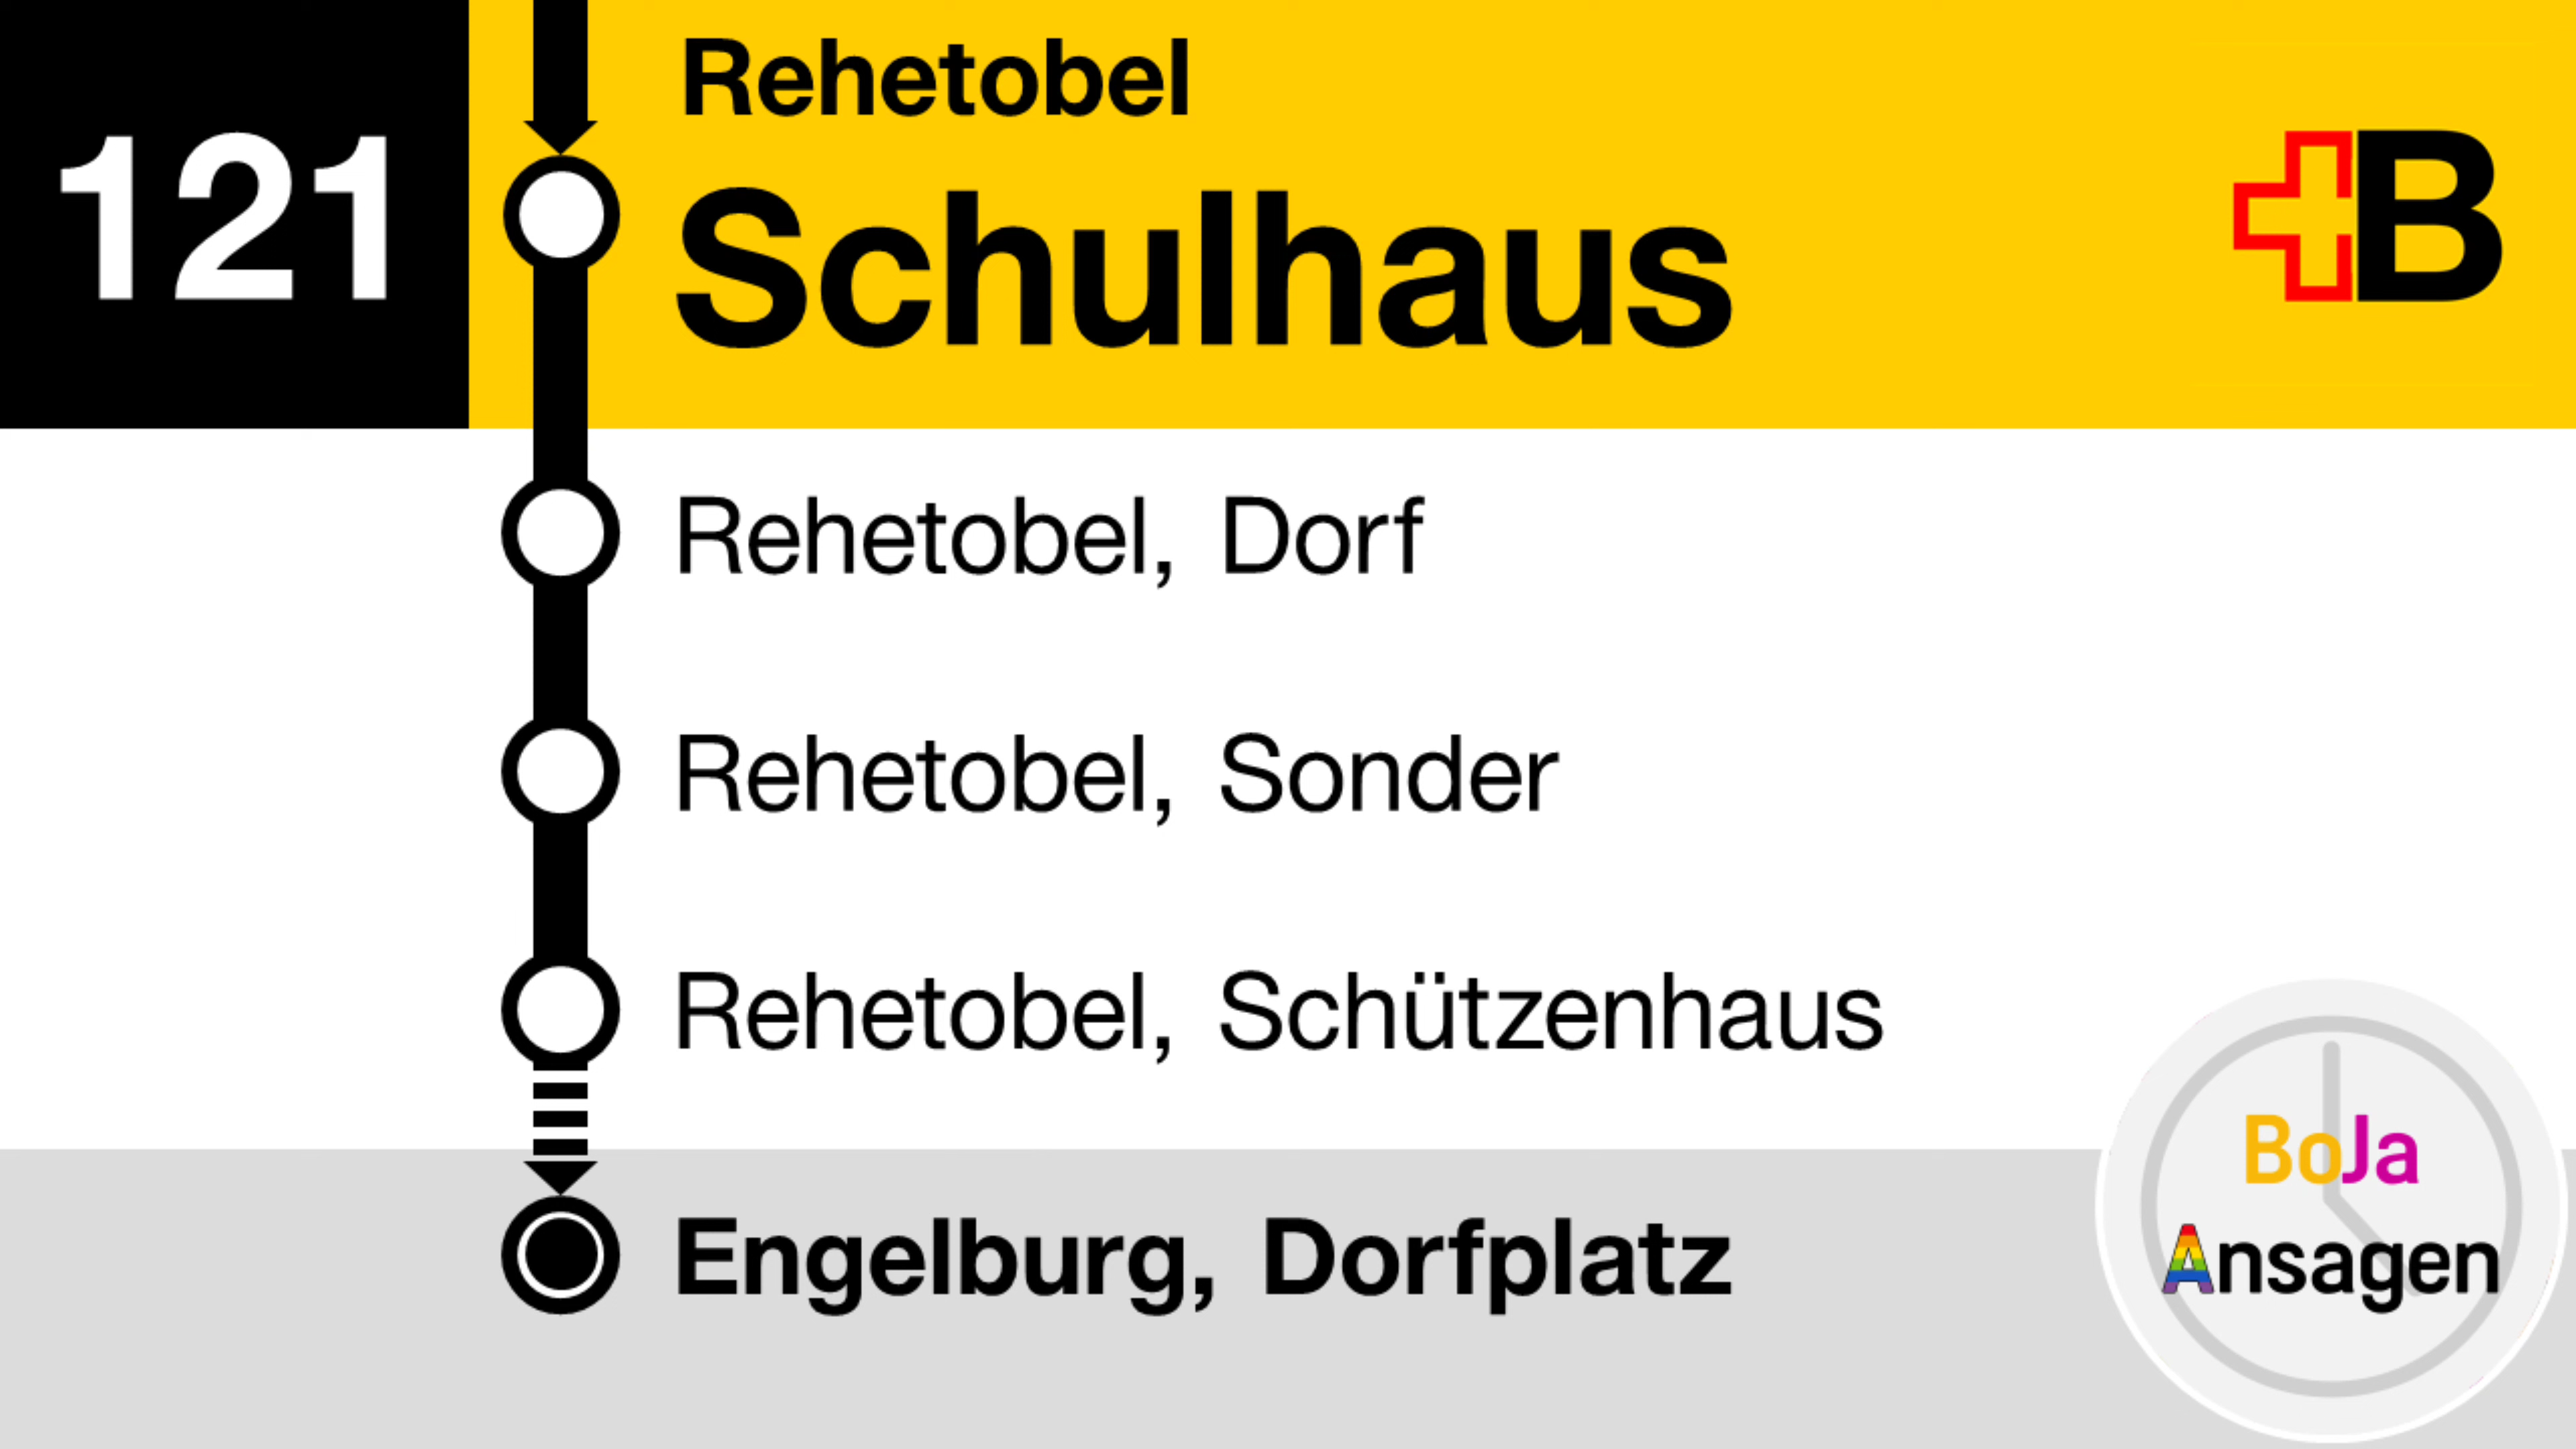 121
Rehetobel
Schulhaus
B
Rehetobel, Dorf
Rehetobel, Sonder
Rehetobel, Schützenhaus
Engelburg, Dorfplatz
BoJa
Ansagen